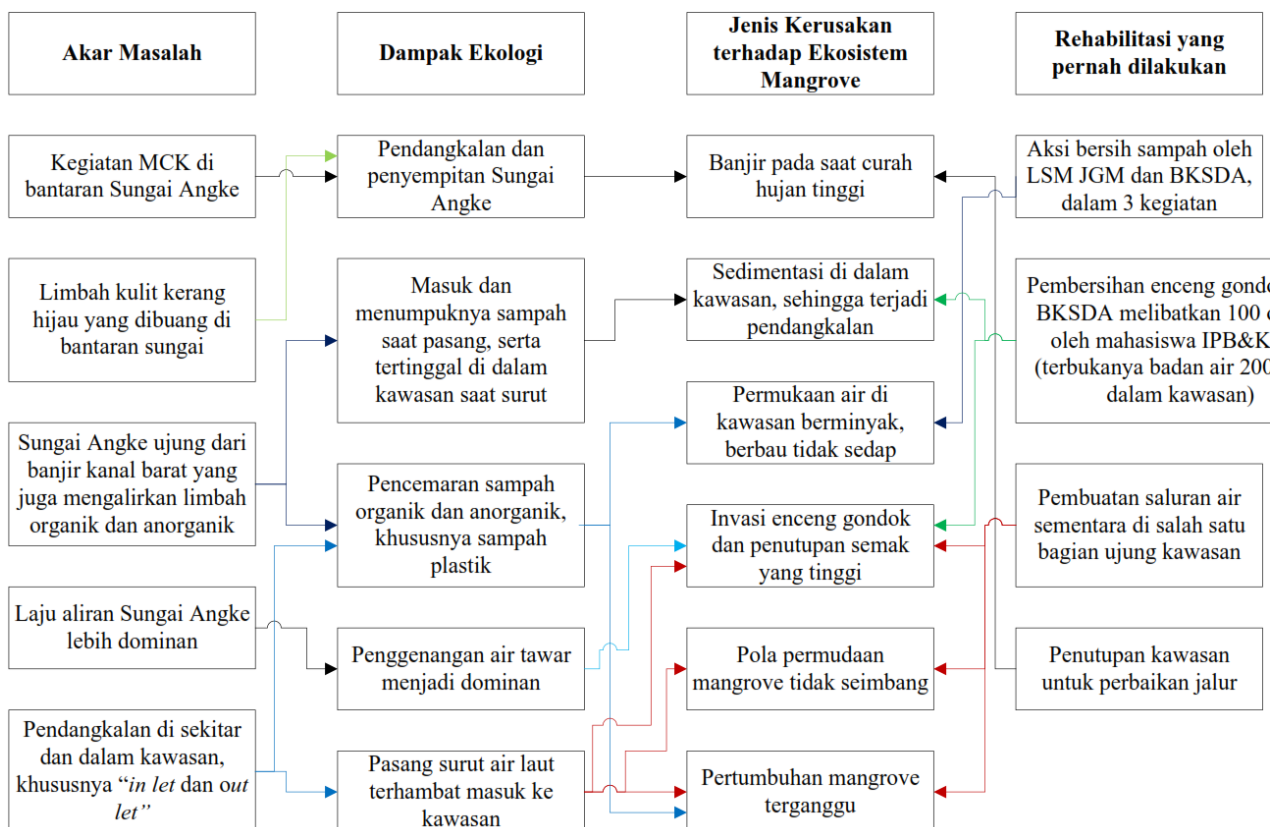 Akar Masalah
Dampak Ekologi
Jenis Kerusakan
terhadap Ekosistem
Mangrove
Rehabilitasi yang
pernah dilakukan
Kegiatan MCK di
bantaran Sungai Angke
Limbah kulit kerang
hijau yang dibuang di
bantaran sungai
Sungai Angke ujung dari
banjir kanal barat yang
juga mengalirkan limbah
organik dan anorganik
Laju aliran Sungai Angke
lebih dominan
Pendangkalan di sekitar
dan dalam kawasan,
khususnya “in let dan out
let”
Pendangkalan dan
penyempitan Sungai
Angke
Masuk dan
menumpuknya sampah
saat pasang, serta
tertinggal di dalam
kawasan saat surut
Pencemaran sampah
organik dan anorganik,
khususnya sampah
plastik
Penggenangan air tawar
menjadi dominan
Pasang surut air laut
terhambat masuk ke
kawasan
Banjir pada saat curah
hujan tinggi
Sedimentasi di dalam
kawasan, sehingga terjadi
pendangkalan
Permukaan air di
kawasan berminyak,
berbau tidak sedap
Invasi enceng gondok
dan penutupan semak
yang tinggi
Pola permudaan
mangrove tidak seimbang
Pertumbuhan mangrove
terganggu
Aksi bersih sampah oleh
LSM JGM dan BKSDA,
dalam 3 kegiatan
Pembersihan enceng
BKSDA melibatkan 100
oleh mahasiswa
(terbukanya badan air
dalam kawasan)
Pembuatan saluran air
sementara di salah satu
bagian ujung kawasan
Penutupan kawasan
untuk perbaikan jalur